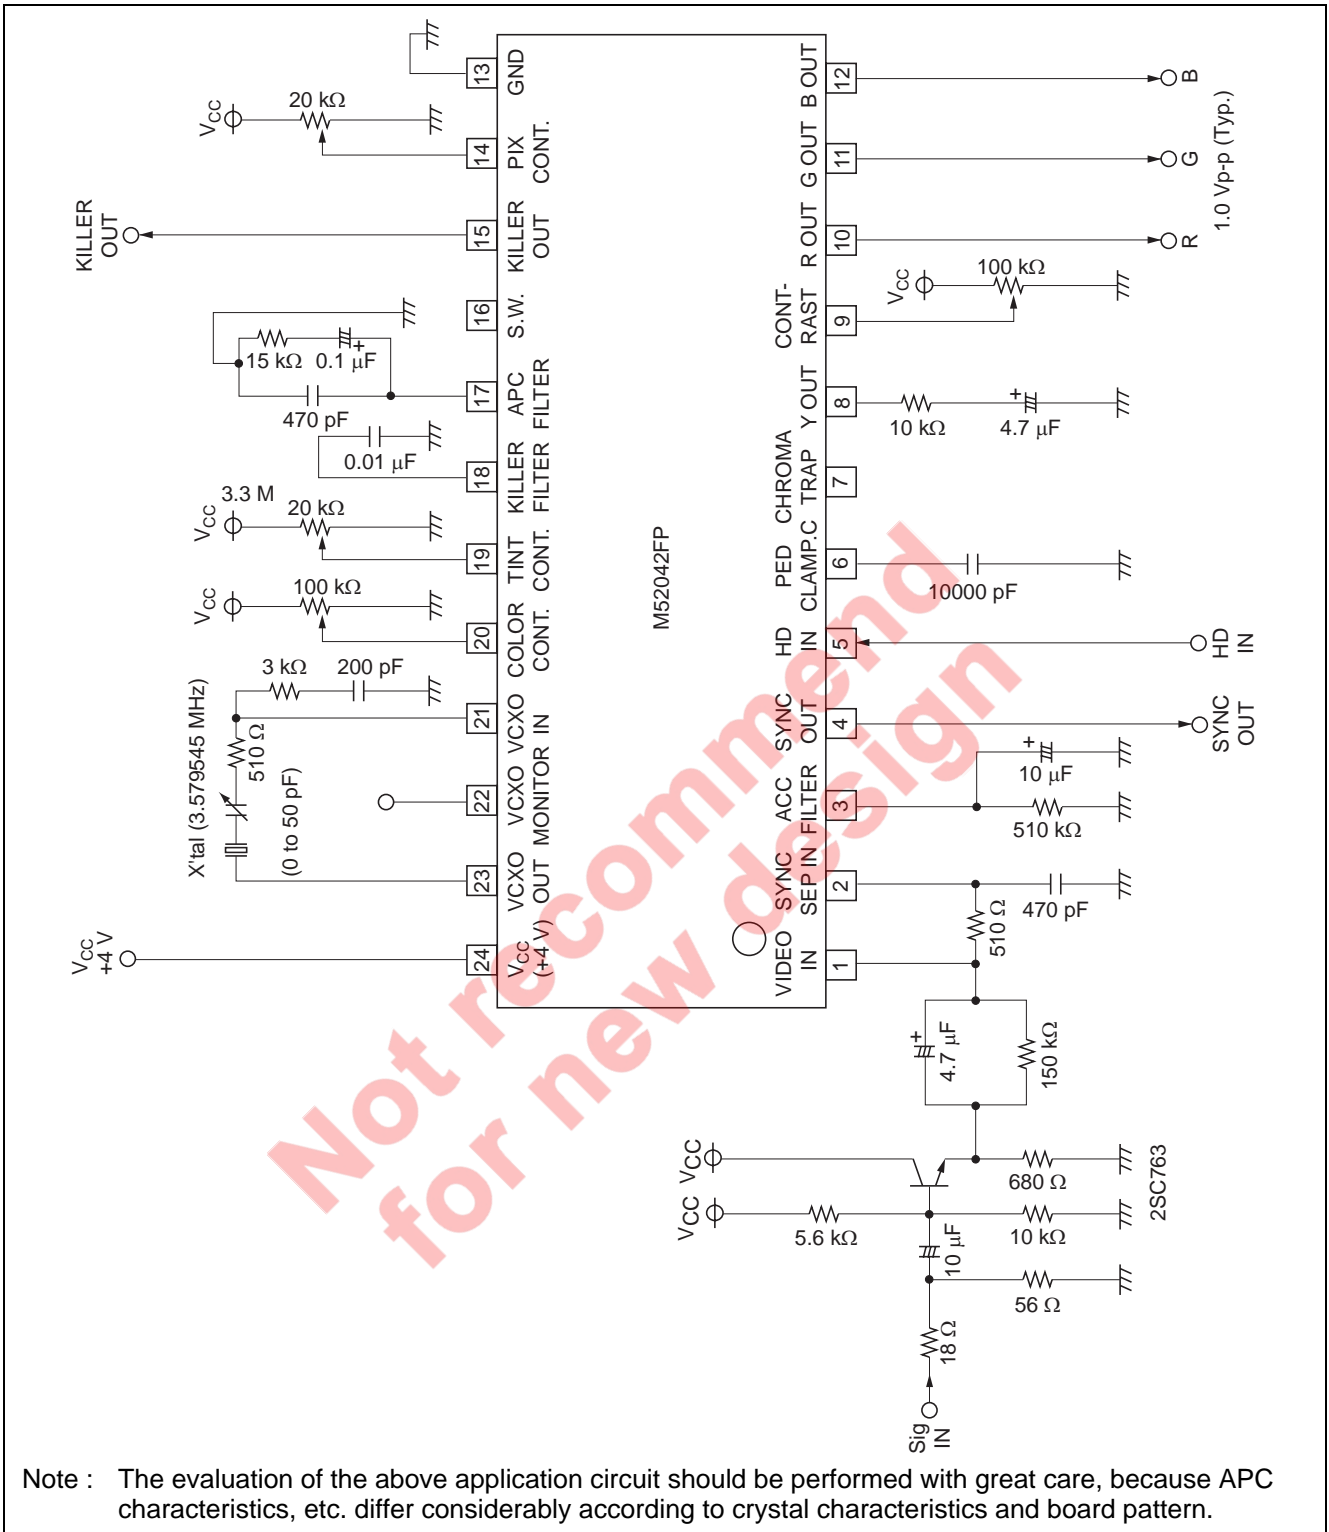 13
GND
VCC
20 kΩ
14
PIX
CONT.
KILLER
OUT
15
KILLER
OUT
16
S.W.
15 kΩ
0.1 µF
+
470 pF
17
APC
FILTER
0.01 µF
18
KILLER
FILTER
VCC
3.3 M
20 kΩ
19
TINT
CONT.
VCC
100 kΩ
20
COLOR
CONT.
3 kΩ
200 pF
21
VCXO
IN
X'tal (3.579545 MHz)
510 Ω
(0 to 50 pF)
22
VCXO
MONITOR
23
VCXO
OUT
VCC
+4 V
24
VCC
(+4 V)
M52042FP
B OUT
12
B
G OUT
11
G
1.0 Vp-p (Typ.)
R OUT
10
R
CONT-
RAST
9
VCC
100 kΩ
Y OUT
8
10 kΩ
+
4.7 µF
CHROMA
TRAP
7
PED
CLAMP.C
6
10000 pF
HD
IN
5
HD
IN
SYNC
OUT
4
SYNC
OUT
ACC
FILTER
3
+
10 µF
510 kΩ
SYNC
SEP IN
2
470 pF
510 Ω
VIDEO
IN
1
+
4.7 µF
150 kΩ
VCC
680 Ω
2SC763
VCC
5.6 kΩ
10 kΩ
10 µF
56 Ω
18 Ω
Sig
IN
Not recommend
for new design
Note : The evaluation of the above application circuit should be performed with great care, because APC
characteristics, etc. differ considerably according to crystal characteristics and board pattern.